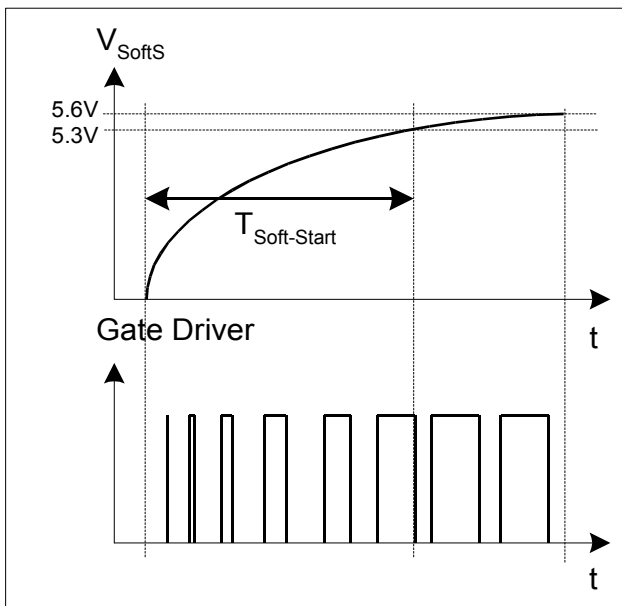 V_SoftS
5.6V
5.3V
T_Soft-Start
Gate Driver
t
t